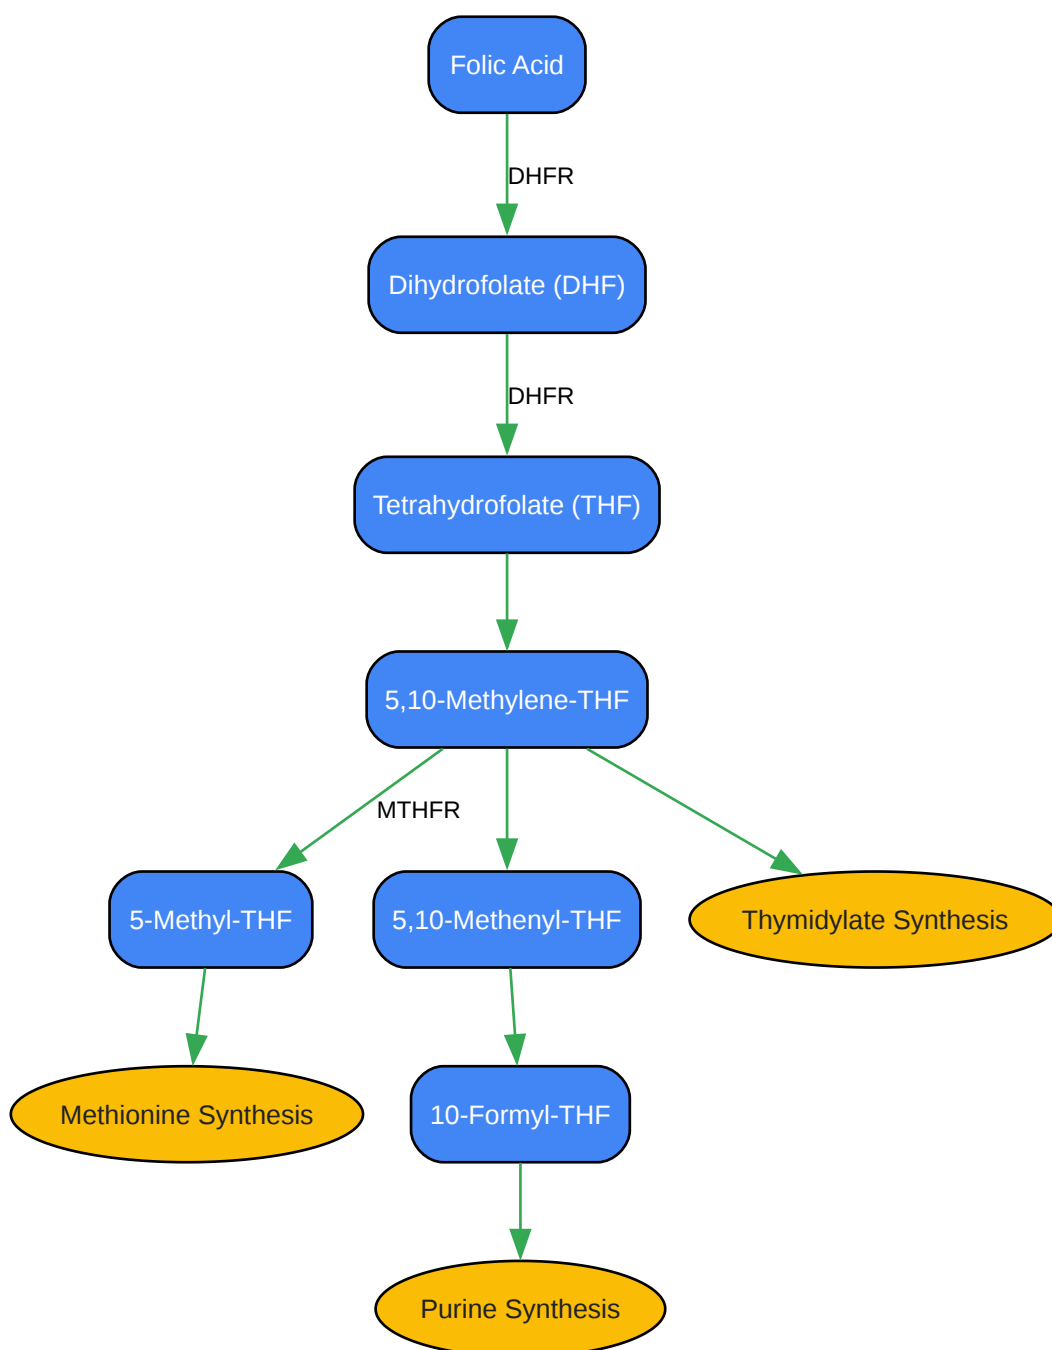 Folic Acid
DHFR
Dihydrofolate (DHF)
DHFR
Tetrahydrofolate (THF)
5,10-Methylene-THF
MTHFR
5-Methyl-THF
5,10-Methenyl-THF
Thymidylate Synthesis
Methionine Synthesis
10-Formyl-THF
Purine Synthesis